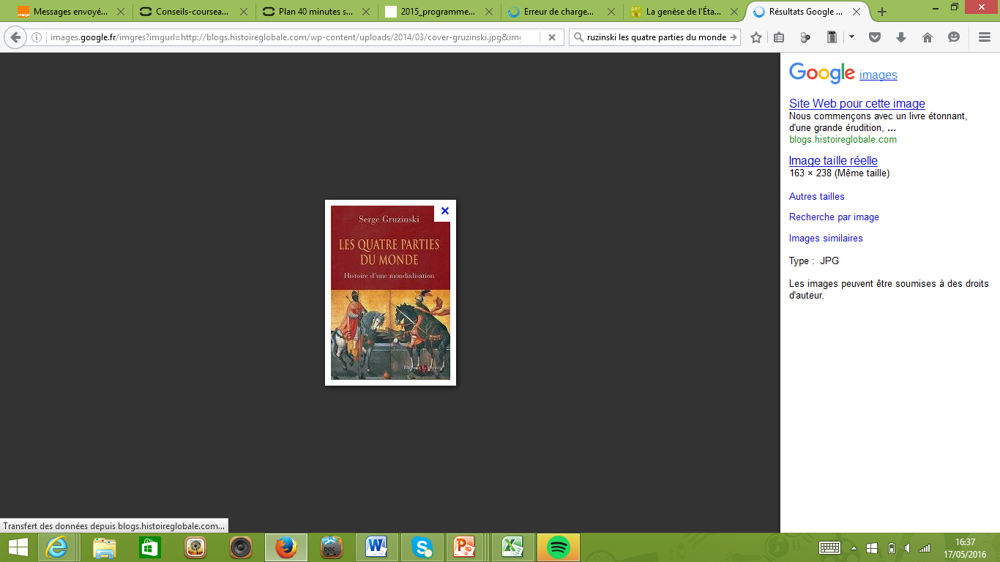 Messages envoyé...
Conseils-coursea...
Plan 40 minutes s...
2015_programme...
Erreur de charge...
La genèse de l'Éta...
Résultats Google ...
images.google.fr/imgres?imgurl=http://blogs.histoireglobale.com/wp-content/uploads/2014/03/cover-gruzinski.jpg&im
ruzinski les quatre parties du monde
Google images
Site Web pour cette image
Nous commençons avec un livre étonnant,
d'une grande érudition, ...
blogs.histoireglobale.com
Image taille réelle
163 × 238 (Même taille)
Autres tailles
Recherche par image
Images similaires
Type : JPG
Les images peuvent être soumises à des droits
d'auteur.
Serge Gruzinski
LES QUATRE PARTIES
DU MONDE
Histoire d'une mondialisation
Transfert des données depuis blogs.histoireglobale.com...
16:37
17/05/2016